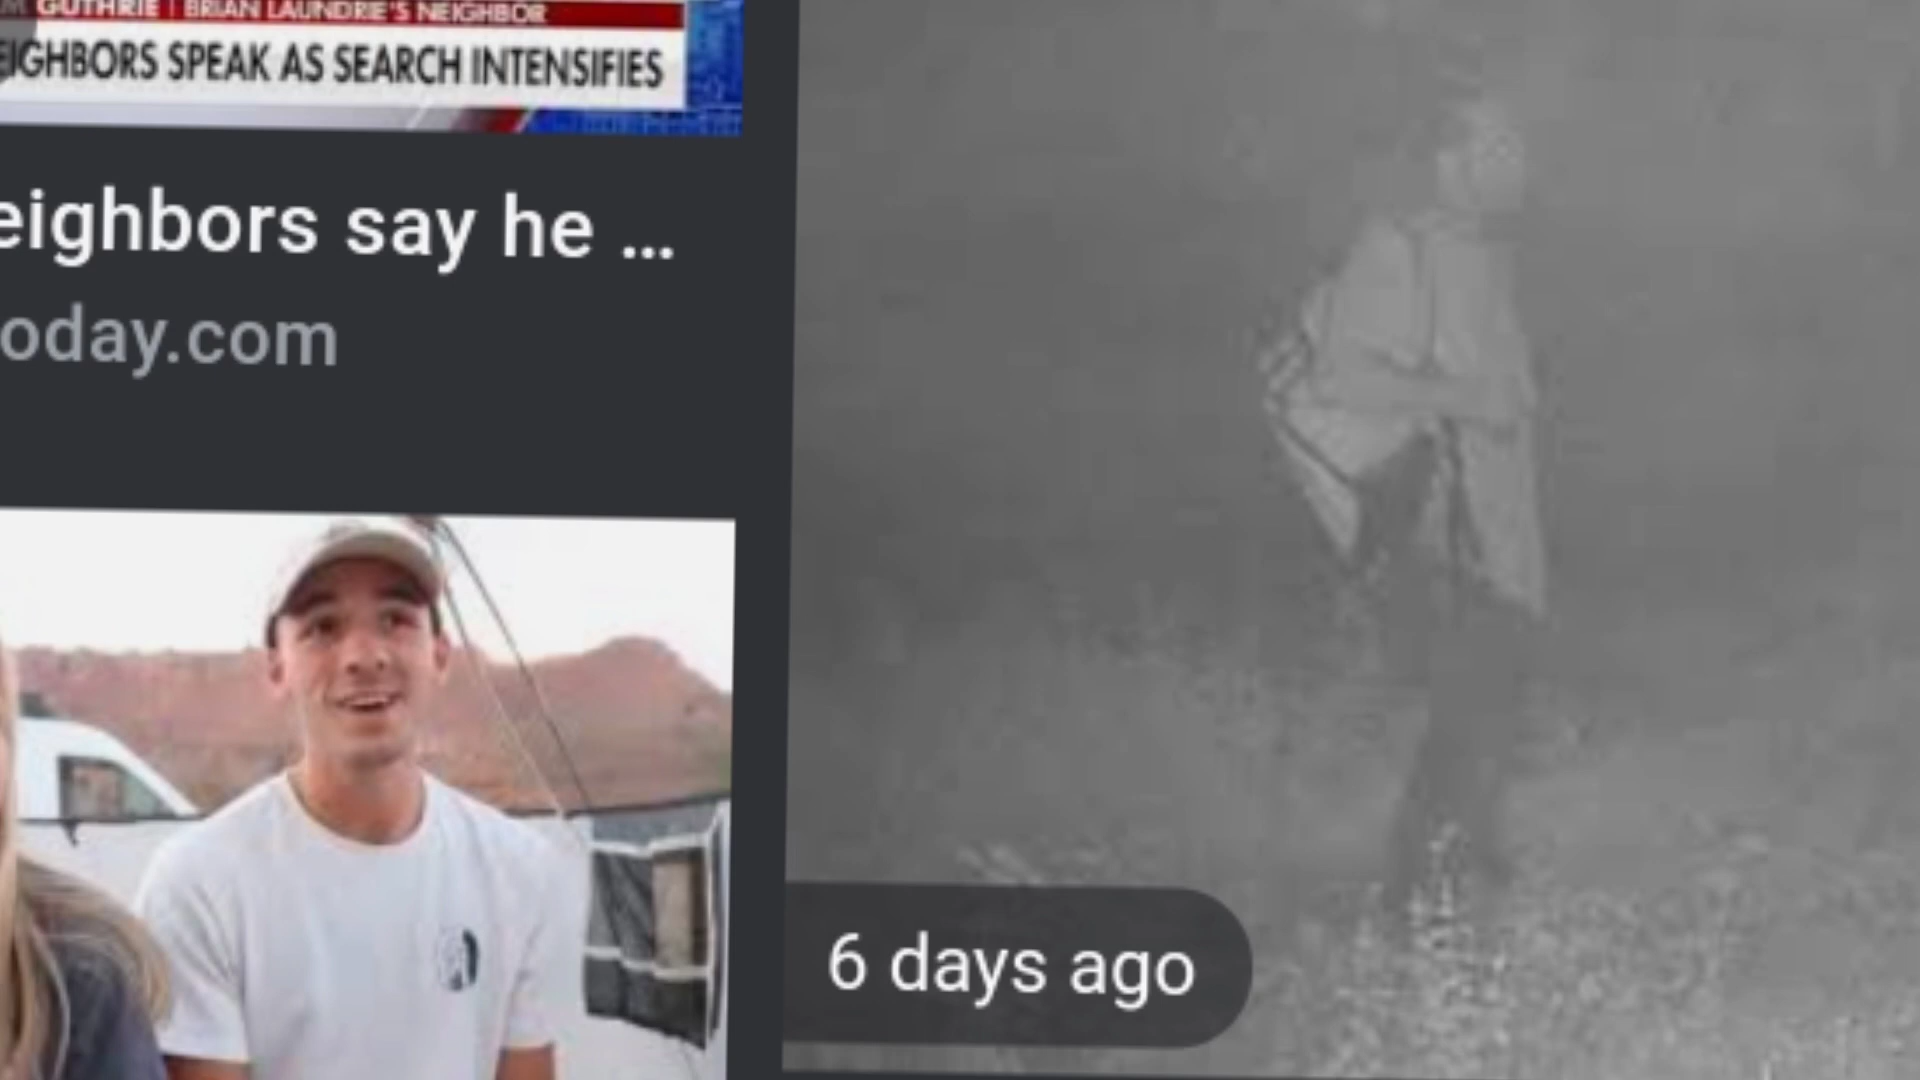 GUTHRIE | BRIAN LAUNDRIE'S NEIGHBOR
EIGHBORS SPEAK AS SEARCH INTENSIFIES
eighbors say he ...
oday.com
6 days ago